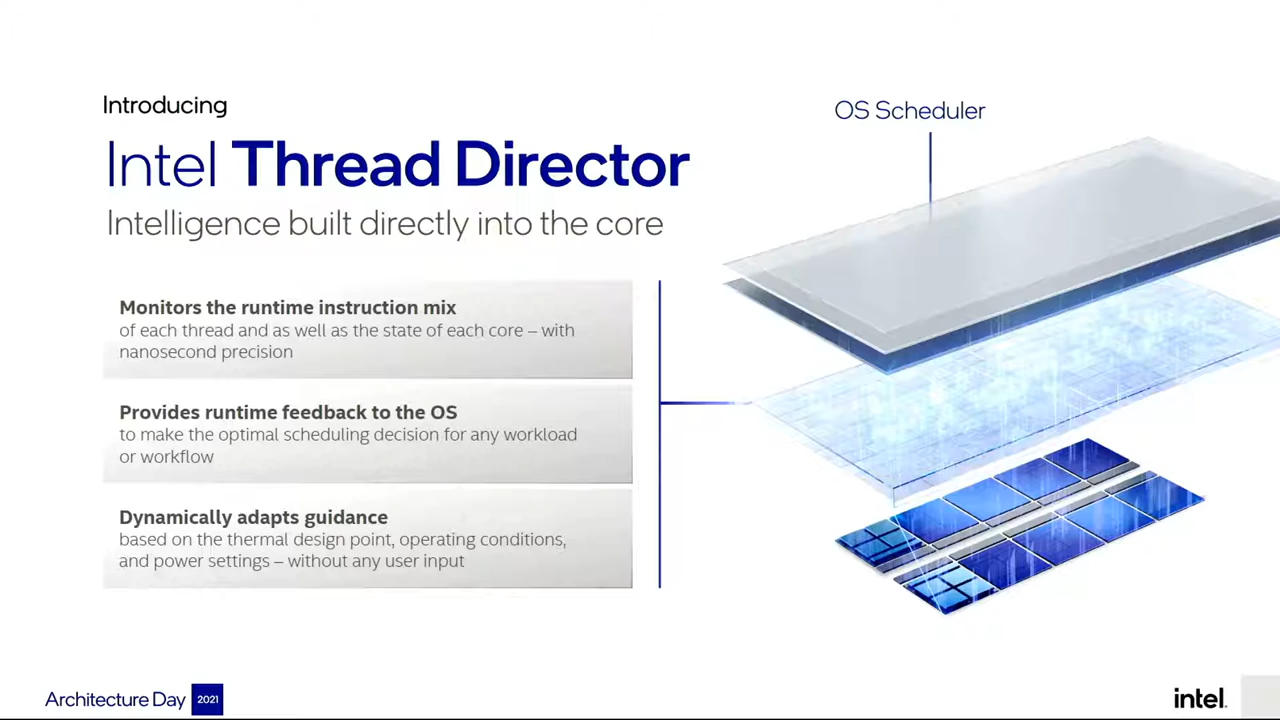 Introducing
OS Scheduler
Intel Thread Director
Intelligence built directly into the core
Monitors the runtime instruction mix
of each thread and as well as the state of each core – with
nanosecond precision
Provides runtime feedback to the OS
to make the optimal scheduling decision for any workload
or workflow
Dynamically adapts guidance
based on the thermal design point, operating conditions,
and power settings – without any user input
Architecture Day 2021
intel.